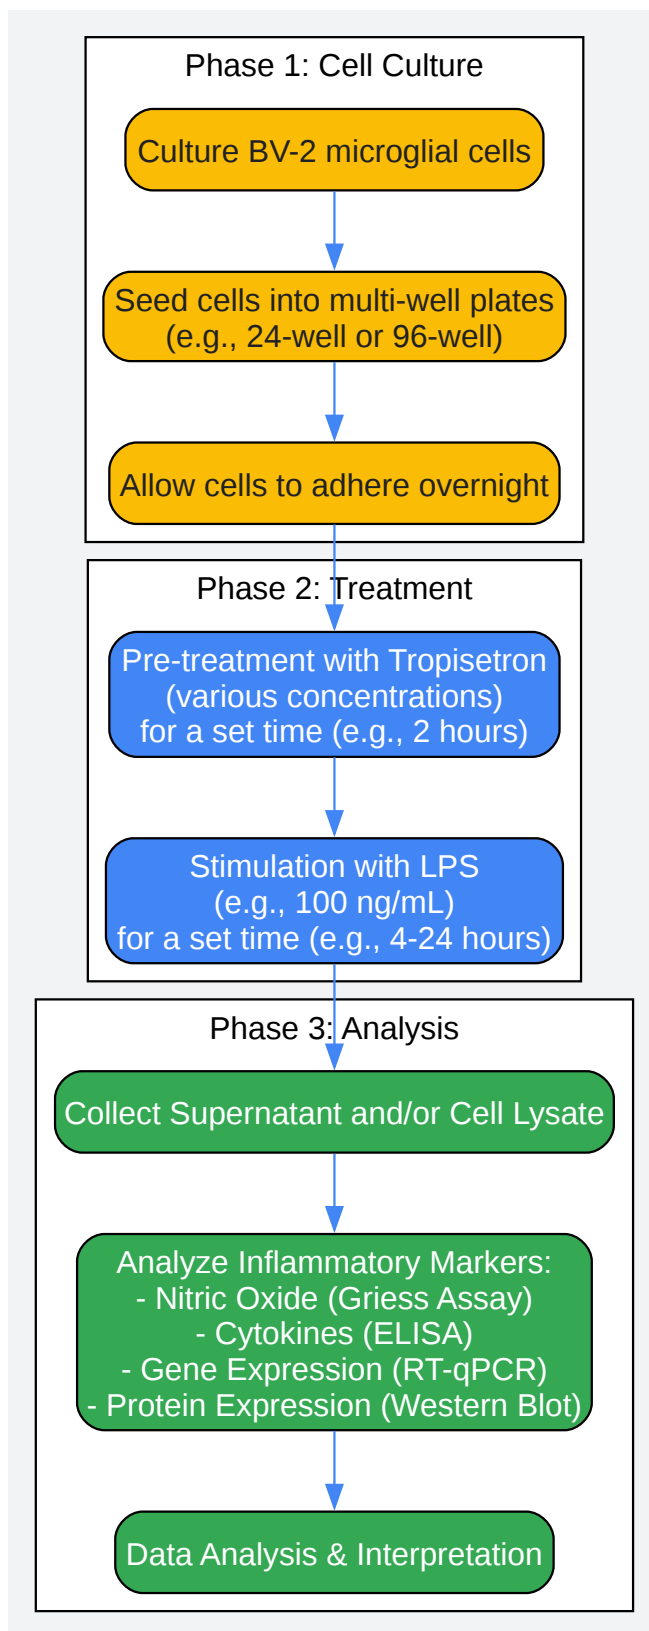 Phase 1: Cell Culture
Culture BV-2 microglial cells
Seed cells into multi-well plates
(e.g., 24-well or 96-well)
Allow cells to adhere overnight
Phase 2: Treatment
Pre-treatment with Tropisetron
(various concentrations)
for a set time (e.g., 2 hours)
Stimulation with LPS
(e.g., 100 ng/mL)
for a set time (e.g., 4-24 hours)
Phase 3: Analysis
Collect Supernatant and/or Cell Lysate
Analyze Inflammatory Markers:
- Nitric Oxide (Griess Assay)
- Cytokines (ELISA)
- Gene Expression (RT-qPCR)
- Protein Expression (Western Blot)
Data Analysis & Interpretation